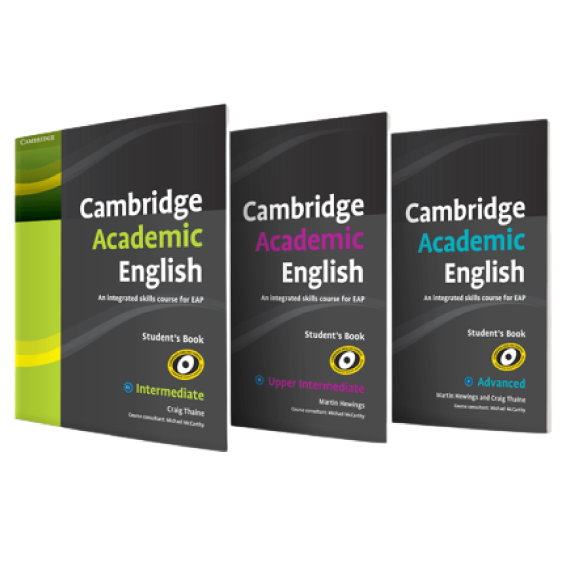 CAMBRIDGE
Cambridge
Academic
English
An integrated skills course for EAP
Student's Book
Intermediate
Craig Thaine
Course consultant: Michael McCarthy
Cambridge
Academic
English
An integrated skills course for EAP
Student's Book
Upper Intermediate
Martin Hewings
Course consultant: Michael McCarthy
Cambridge
Academic
English
An integrated skills course for EAP
Student's Book
Advanced
Martin Hewings and Craig Thaine
Course consultant: Michael McCarthy